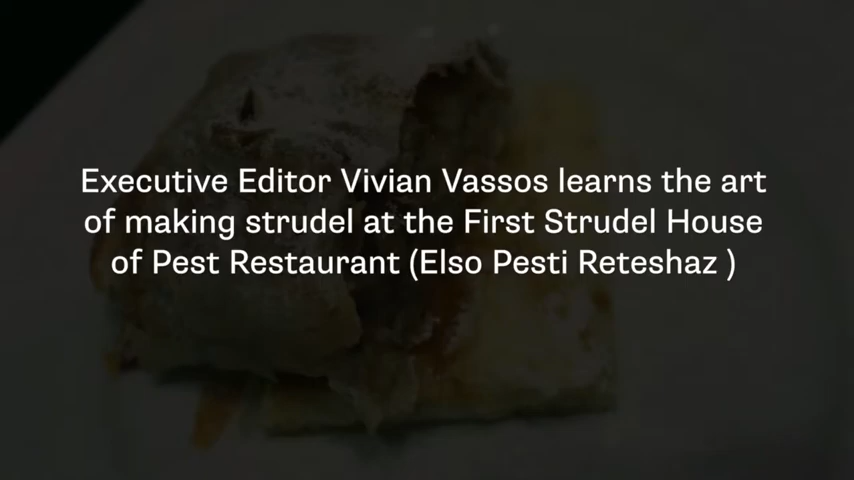 Executive Editor Vivian Vassos learns the art
of making strudel at the First Strudel House
of Pest Restaurant (Elso Pesti Reteshaz )